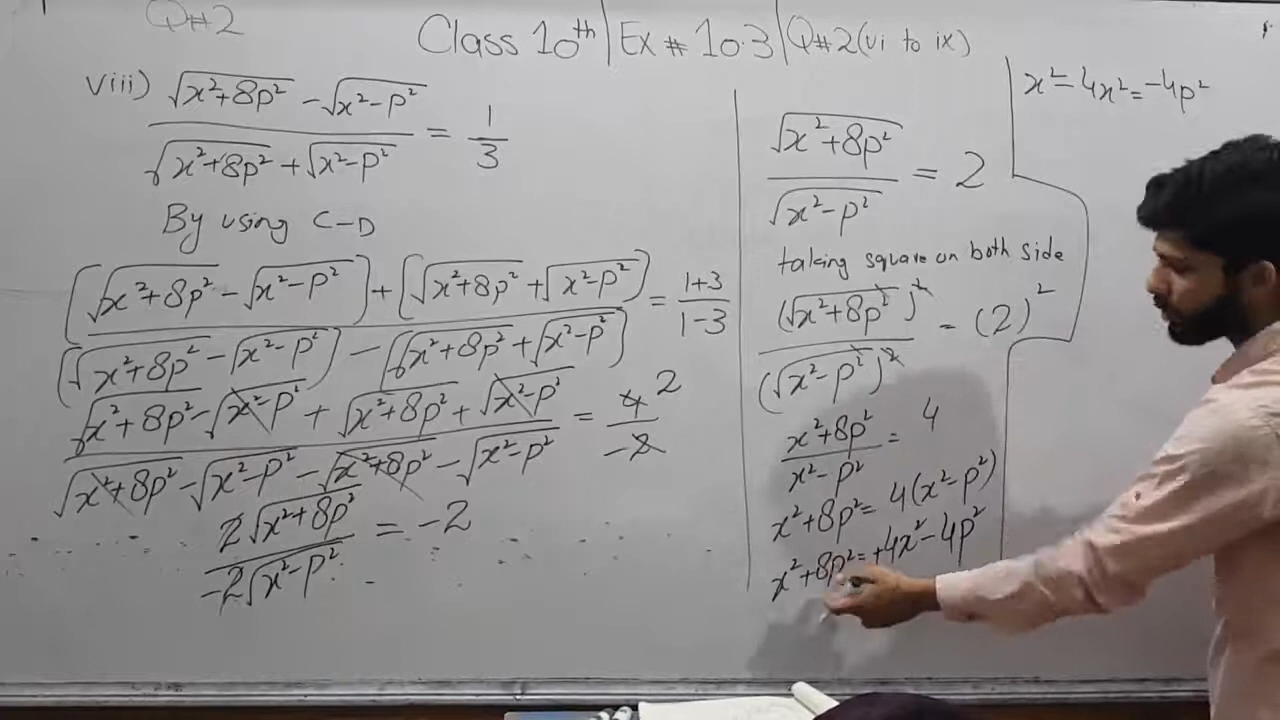 Q#2
Class 10th | Ex # 10.3 | Q#2(vi to ix)
viii) (√(x²+8p²) - √(x²-p²)) / (√(x²+8p²) + √(x²-p²)) = 1/3
By using C-D
[(√(x²+8p²) - √(x²-p²)) + (√(x²+8p²) + √(x²-p²))] / [(√(x²+8p²) - √(x²-p²)) - (√(x²+8p²) + √(x²-p²))] = 1+3 / 1-3
(√(x²+8p²) - √(x²-p²) + √(x²+8p²) + √(x²-p²)) / (√(x²+8p²) - √(x²-p²) - √(x²+8p²) - √(x²-p²)) = 4 2 / -2
2√(x²+8p²) / -2√(x²-p²) = -2
√(x²+8p²) / √(x²-p²) = 2
taking square on both side
(√(x²+8p²))² / (√(x²-p²))² = (2)²
x²+8p² / x²-p² = 4
x²+8p² = 4(x²-p²)
x²+8p² = +4x²-4p²
x²-4x² = -4p²